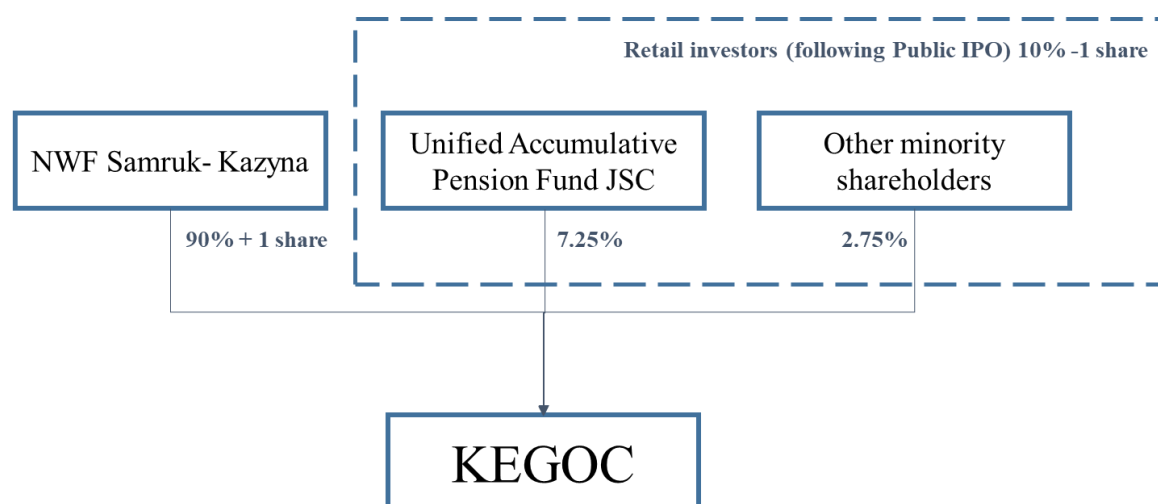 Retail investors (following Public IPO) 10% -1 share
NWF Samruk- Kazyna
Unified Accumulative
Pension Fund JSC
Other minority
shareholders
90% + 1 share
7.25%
2.75%
KEGOC